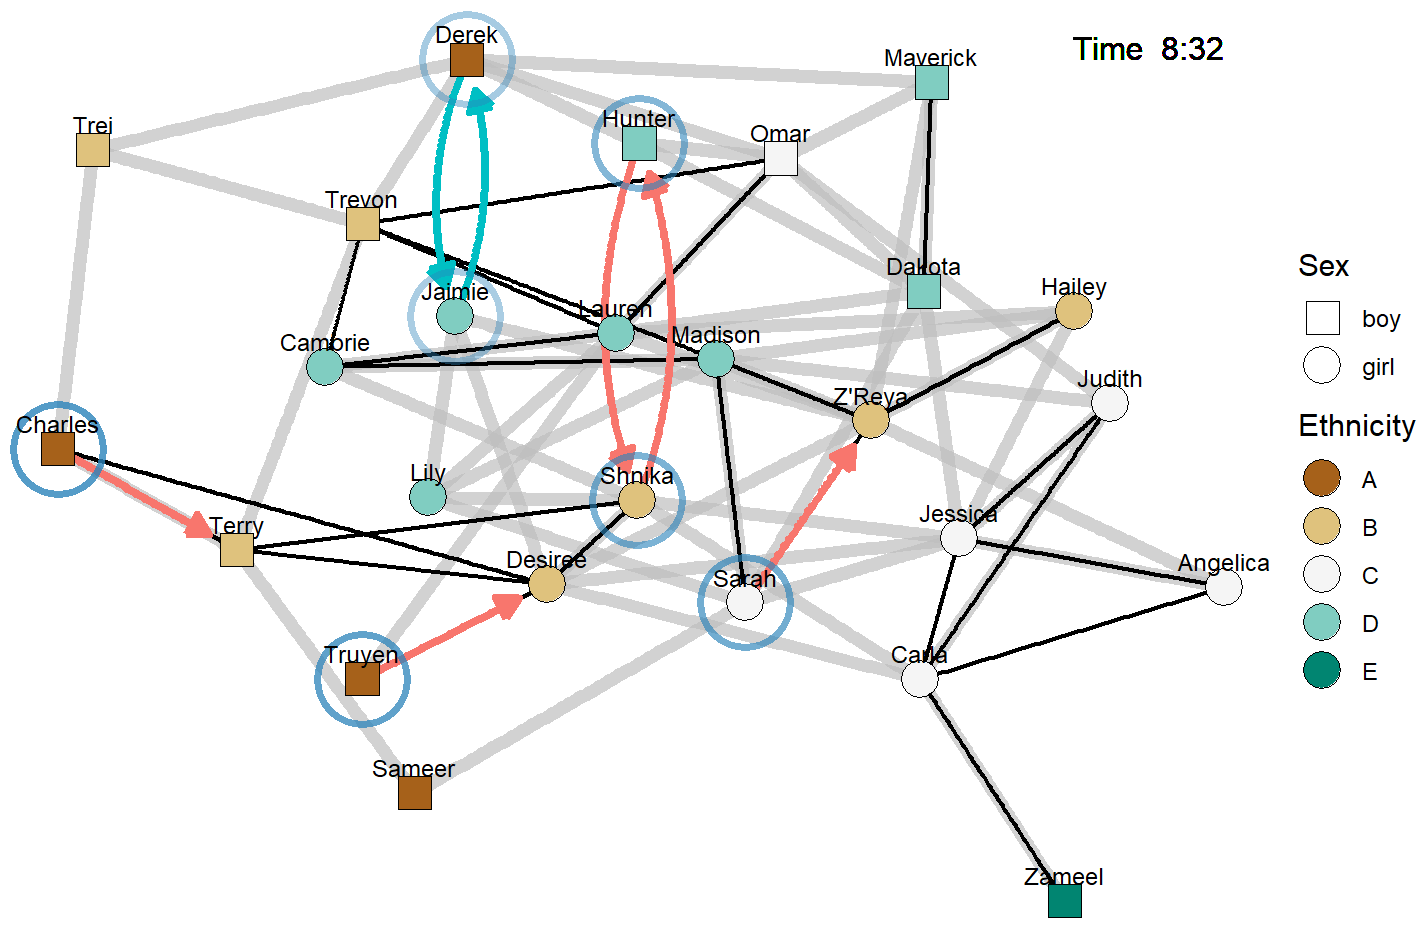 Derek
Time 8:32
Maverick
Hunter
Trei
Omar
Trevon
Dakota
Hailey
Jaimie
Lauren
Madison
Cambrie
Judith
Z'Reya
Charles
Lily
Shnika
Terry
Jessica
Desiree
Sarah
Angelica
Truyen
Carla
Sameer
Zameel
Sex
boy
girl
Ethnicity
A
B
C
D
E